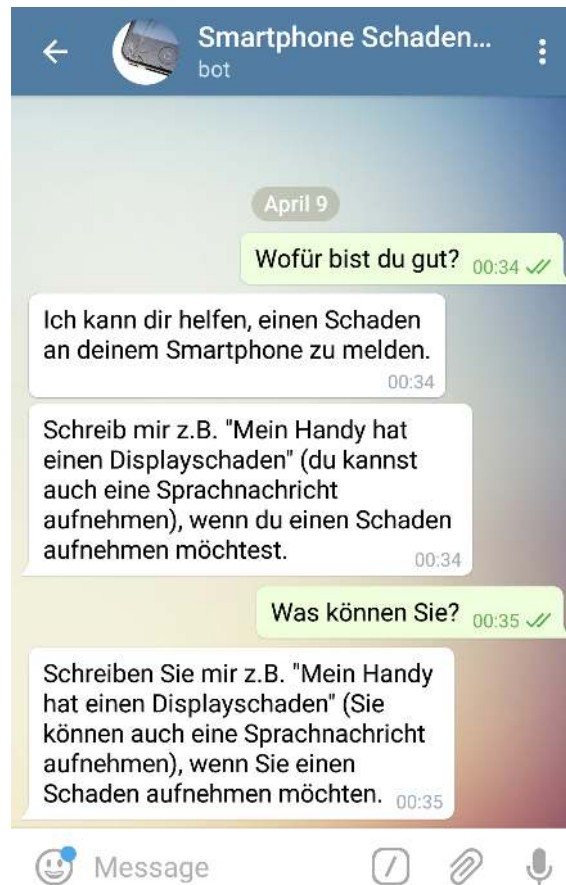 Smartphone Schaden...
bot
April 9
Wofür bist du gut? 00:34
Ich kann dir helfen, einen Schaden
an deinem Smartphone zu melden.
00:34
Schreib mir z.B. "Mein Handy hat
einen Displayschaden" (du kannst
auch eine Sprachnachricht
aufnehmen), wenn du einen Schaden
aufnehmen möchtest. 00:34
Was können Sie? 00:35
Schreiben Sie mir z.B. "Mein Handy
hat einen Displayschaden" (Sie
können auch eine Sprachnachricht
aufnehmen), wenn Sie einen
Schaden aufnehmen möchten. 00:35
Message